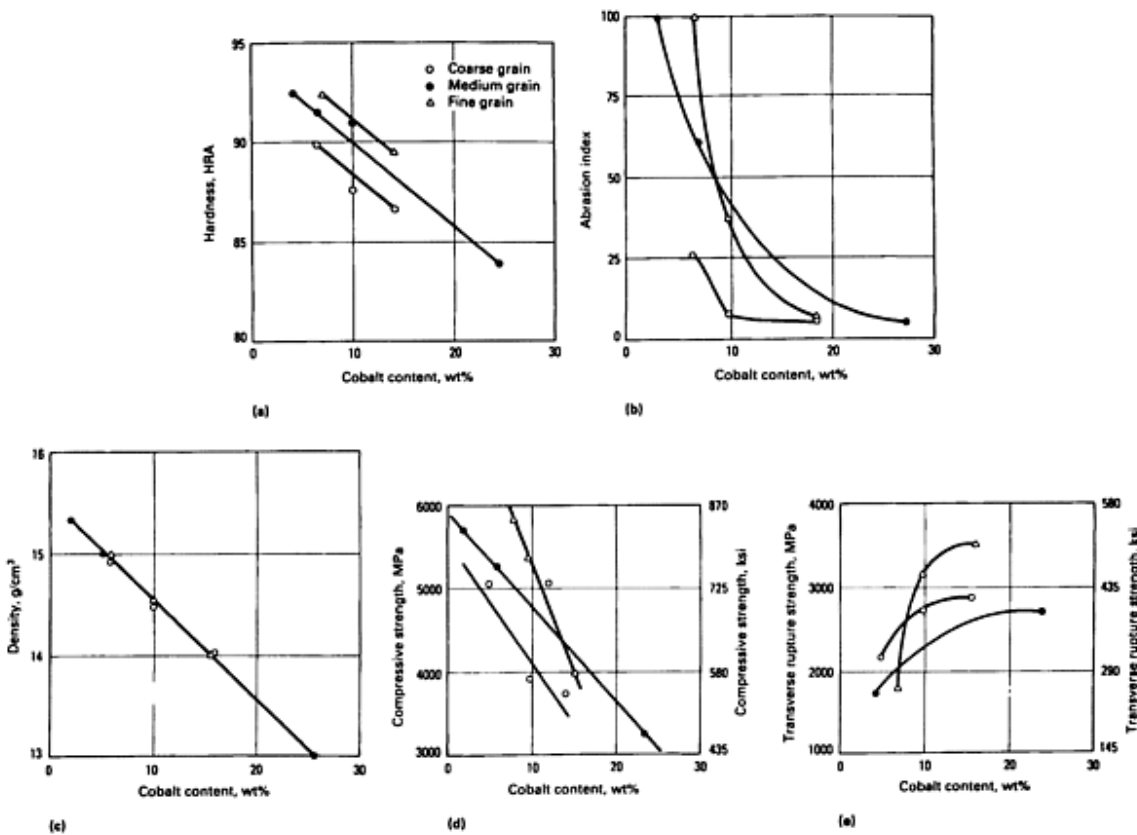 95
90
85
80
Hardness, HRA
Coarse grain
Medium grain
Fine grain
0 10 20 30
Cobalt content, wt%
(a)
100
75
50
25
0
Abrasion index
0 10 20 30
Cobalt content, wt%
(b)
16
15
14
13
Density, g/cm³
0 10 20 30
Cobalt content, wt%
(c)
6000
5000
4000
3000
Compressive strength, MPa
870
725
580
435
Compressive strength, ksi
0 10 20 30
Cobalt content, wt%
(d)
4000
3000
2000
1000
Transverse rupture strength, MPa
580
435
290
145
Transverse rupture strength, ksi
0 10 20 30
Cobalt content, wt%
(e)